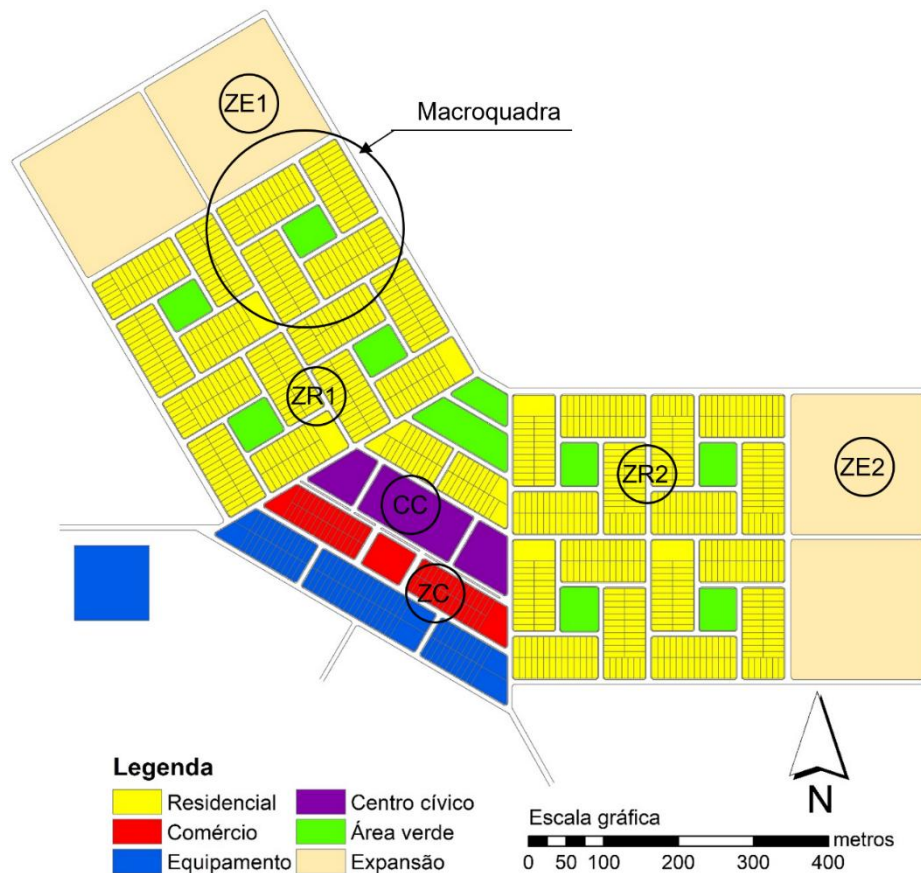 ZE1
Macroquadra
ZR1
ZR2
ZE2
CC
ZC
N
Legenda
Residencial
Comércio
Equipamento
Centro cívico
Área verde
Expansão
Escala gráfica
metros
0 25 50 100 200 300 400